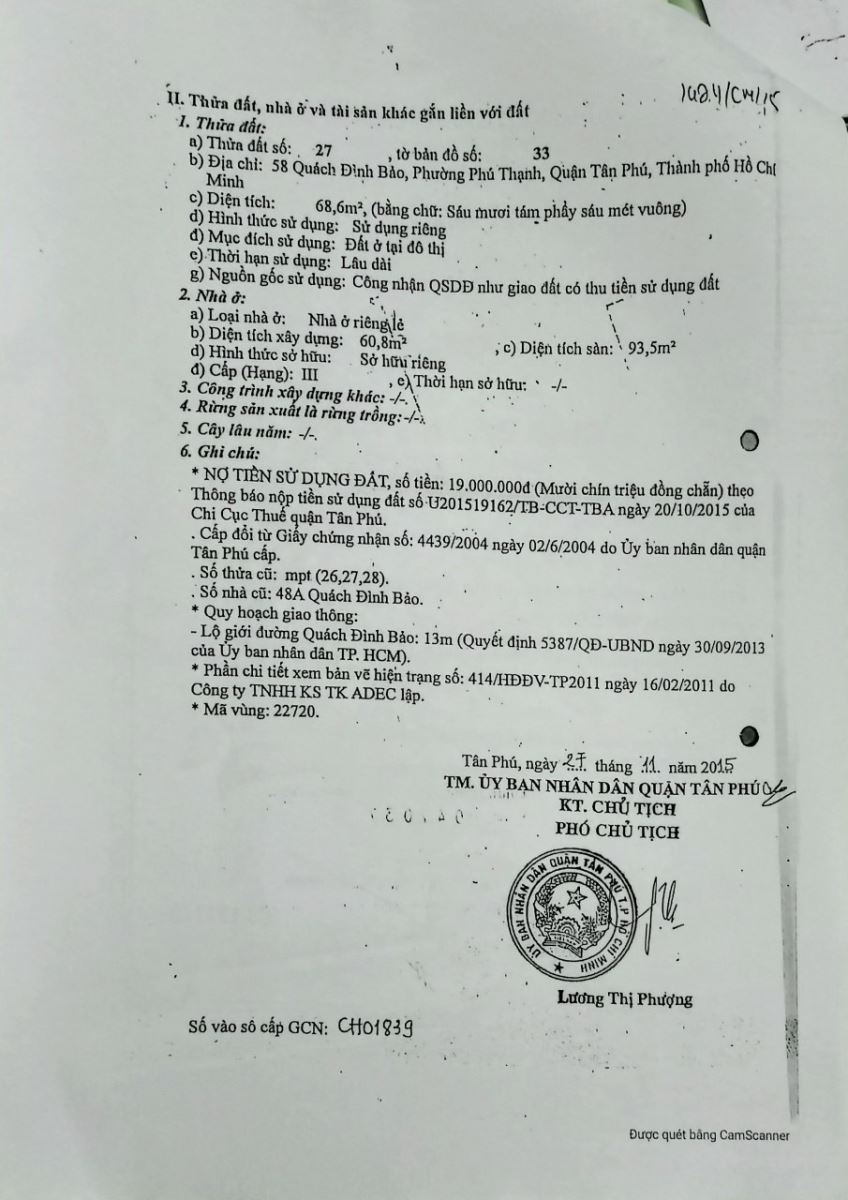 II. Thửa đất, nhà ở và tài sản khác gắn liền với đất
1. Thửa đất:
a) Thửa đất số: 27 , tờ bản đồ số: 33
b) Địa chỉ: 58 Quách Đình Bảo, Phường Phú Thạnh, Quận Tân Phú, Thành phố Hồ Chí
Minh
c) Diện tích: 68,6m², (bằng chữ: Sáu mươi tám phẩy sáu mét vuông)
d) Hình thức sử dụng: Sử dụng riêng
đ) Mục đích sử dụng: Đất ở tại đô thị
e) Thời hạn sử dụng: Lâu dài
g) Nguồn gốc sử dụng: Công nhận QSDĐ như giao đất có thu tiền sử dụng đất
2. Nhà ở:
a) Loại nhà ở: Nhà ở riêng lẻ
b) Diện tích xây dựng: 60,8m² , c) Diện tích sàn: 93,5m²
d) Hình thức sở hữu: Sở hữu riêng
đ) Cấp (Hạng): III , e) Thời hạn sở hữu: -/-
3. Công trình xây dựng khác: -/-.
4. Rừng sản xuất là rừng trồng: -/-.
5. Cây lâu năm: -/-.
6. Ghi chú:
* NỢ TIỀN SỬ DỤNG ĐẤT, số tiền: 19.000.000đ (Mười chín triệu đồng chẵn) theo
Thông báo nộp tiền sử dụng đất số U201519162/TB-CCT-TBA ngày 20/10/2015 của
Chi Cục Thuế quận Tân Phú.
. Cấp đổi từ Giấy chứng nhận số: 4439/2004 ngày 02/6/2004 do Ủy ban nhân dân quận
Tân Phú cấp.
. Số thửa cũ: mpt (26,27,28).
. Số nhà cũ: 48A Quách Đình Bảo.
* Quy hoạch giao thông:
- Lộ giới đường Quách Đình Bảo: 13m (Quyết định 5387/QĐ-UBND ngày 30/09/2013
của Ủy ban nhân dân TP. HCM).
* Phần chi tiết xem bản vẽ hiện trạng số: 414/HĐĐV-TP2011 ngày 16/02/2011 do
Công ty TNHH KS TK ADEC lập.
* Mã vùng: 22720.
Tân Phú, ngày 27 tháng 11 năm 2015
TM. ỦY BAN NHÂN DÂN QUẬN TÂN PHÚ
KT. CHỦ TỊCH
PHÓ CHỦ TỊCH
ỦY BAN NHÂN DÂN QUẬN TÂN PHÚ T.P HỒ CHÍ MINH
Lương Thị Phượng
Số vào sổ cấp GCN: CH01839
Được quét bằng CamScanner